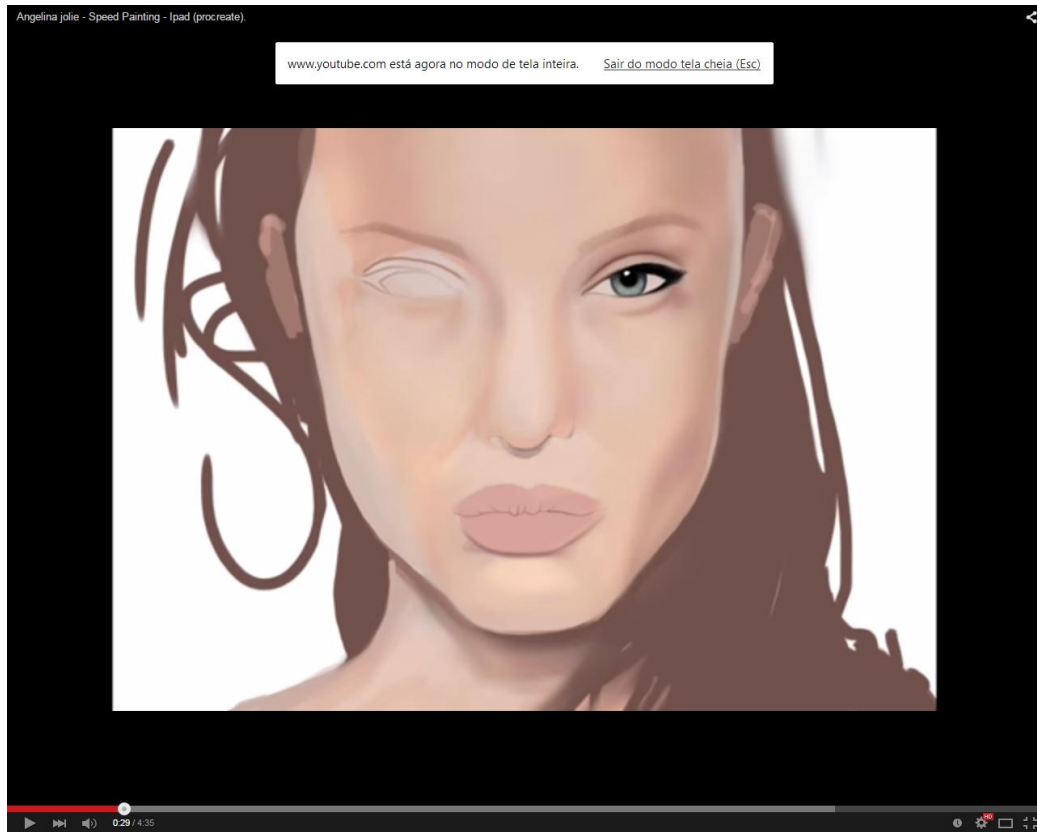 Angelina jolie - Speed Painting - Ipad (procreate).
www.youtube.com está agora no modo de tela inteira. Sair do modo tela cheia (Esc)
0:29 / 4:35
HD